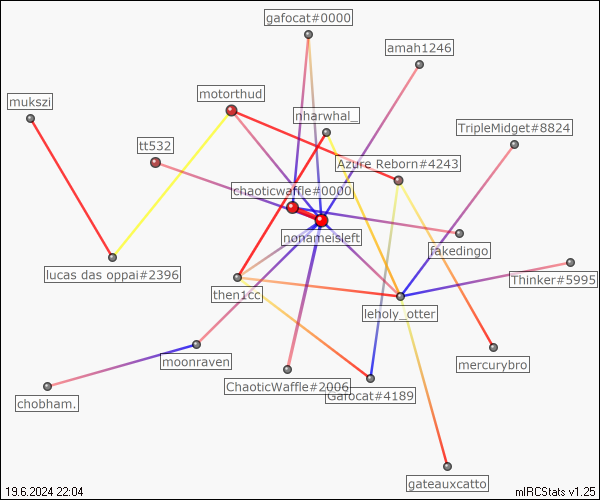 gafocat#0000
amah1246
motorthud
mukszi
nharwhal_
TripleMidget#8824
tt532
Azure Reborn#4243
chaoticwaffle#0000
nonameisleft
fakedingo
lucas das oppai#2396
Thinker#5995
then1cc
leholy_otter
moonraven
mercurybro
ChaoticWaffle#2006
Gafocat#4189
chobham.
gateauxcatto
19.6.2024 22:04
mIRCStats v1.25